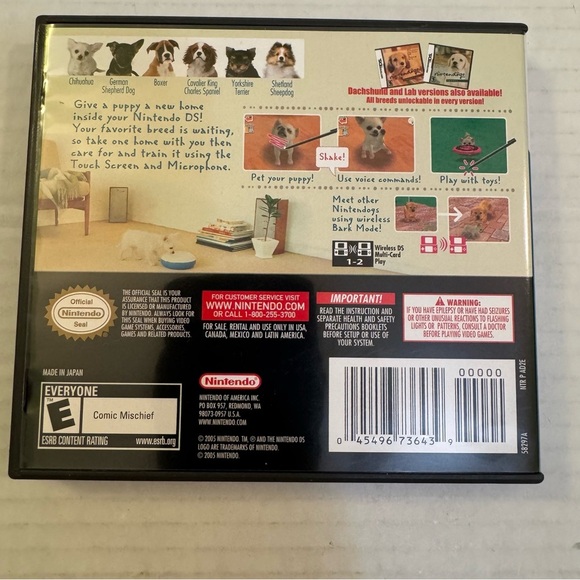 Chihuahua
German
Shepherd Dog
Boxer
Cavalier King
Charles Spaniel
Yorkshire
Terrier
Shetland
Sheepdog
Dachshund and Lab versions also available!
All breeds unlockable in every version!
Give a puppy a new home
inside your Nintendo DS!
Your favorite breed is waiting,
so take one home with you then
care for and train it using the
Touch Screen and Microphone.
Shake!
Pet your puppy!
Use voice commands!
Play with toys!
Meet other
Nintendogs
using wireless
Bark Mode!
1-2
Wireless DS
Multi-Card
Play
Official
Nintendo
Seal
THE OFFICIAL SEAL IS YOUR
ASSURANCE THAT THIS PRODUCT
IS LICENSED OR MANUFACTURED
BY NINTENDO. ALWAYS LOOK FOR
THIS SEAL WHEN BUYING VIDEO
GAME SYSTEMS, ACCESSORIES,
GAMES AND RELATED PRODUCTS.
FOR CUSTOMER SERVICE VISIT
WWW.NINTENDO.COM
OR CALL 1-800-255-3700
FOR SALE, RENTAL AND USE ONLY IN USA,
CANADA, MEXICO AND LATIN AMERICA.
IMPORTANT!
READ THE INSTRUCTION AND
SEPARATE HEALTH AND SAFETY
PRECAUTIONS BOOKLETS
BEFORE SETUP OR USE OF
YOUR SYSTEM.
WARNING:
IF YOU HAVE EPILEPSY OR HAVE HAD SEIZURES
OR OTHER UNUSUAL REACTIONS TO FLASHING
LIGHTS OR PATTERNS, CONSULT A DOCTOR
BEFORE PLAYING VIDEO GAMES.
MADE IN JAPAN
EVERYONE
E
Comic Mischief
ESRB CONTENT RATING
www.esrb.org
Nintendo
NINTENDO OF AMERICA INC.
PO BOX 957, REDMOND, WA
98073-0957 U.S.A.
WWW.NINTENDO.COM
© 2005 NINTENDO. TM, ® AND THE NINTENDO DS
LOGO ARE TRADEMARKS OF NINTENDO.
© 2005 NINTENDO.
00000
0 45496 73643 9
NTR P AD2E
58297A